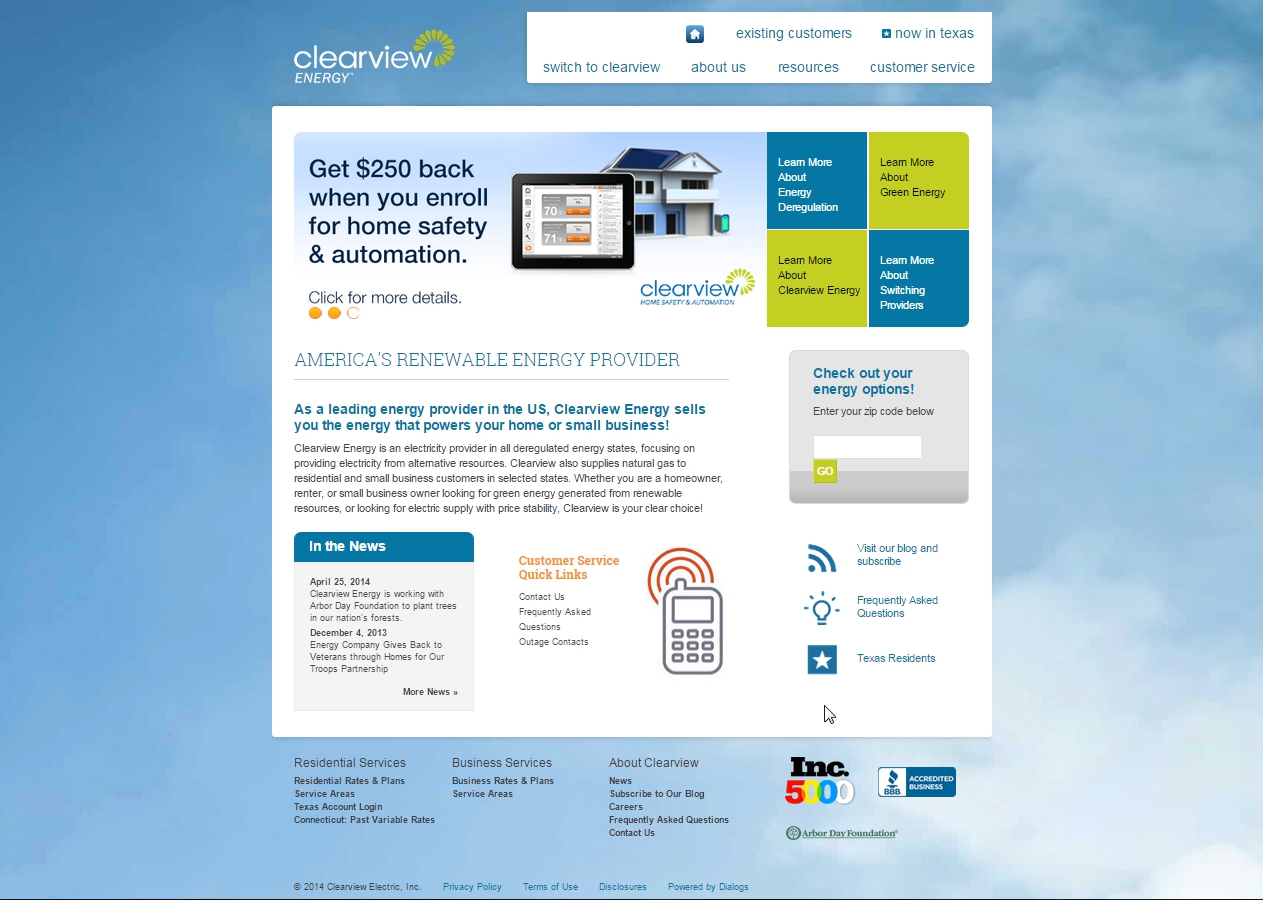 clearview
ENERGY™
existing customers
now in texas
switch to clearview
about us
resources
customer service
Get $250 back
when you enroll
for home safety
& automation.
Click for more details.
70
71
clearview
HOME SAFETY & AUTOMATION
Learn More
About
Energy
Deregulation
Learn More
About
Green Energy
Learn More
About
Clearview Energy
Learn More
About
Switching
Providers
AMERICA'S RENEWABLE ENERGY PROVIDER
As a leading energy provider in the US, Clearview Energy sells
you the energy that powers your home or small business!
Clearview Energy is an electricity provider in all deregulated energy states, focusing on
providing electricity from alternative resources. Clearview also supplies natural gas to
residential and small business customers in selected states. Whether you are a homeowner,
renter, or small business owner looking for green energy generated from renewable
resources, or looking for electric supply with price stability, Clearview is your clear choice!
Check out your
energy options!
Enter your zip code below
GO
In the News
April 25, 2014
Clearview Energy is working with
Arbor Day Foundation to plant trees
in our nation's forests.
December 4, 2013
Energy Company Gives Back to
Veterans through Homes for Our
Troops Partnership
More News »
Customer Service
Quick Links
Contact Us
Frequently Asked
Questions
Outage Contacts
Visit our blog and
subscribe
Frequently Asked
Questions
Texas Residents
Residential Services
Residential Rates & Plans
Service Areas
Texas Account Login
Connecticut: Past Variable Rates
Business Services
Business Rates & Plans
Service Areas
About Clearview
News
Subscribe to Our Blog
Careers
Frequently Asked Questions
Contact Us
Inc.
5000
BBB
ACCREDITED
BUSINESS
Arbor Day Foundation®
© 2014 Clearview Electric, Inc.
Privacy Policy
Terms of Use
Disclosures
Powered by Dialogs